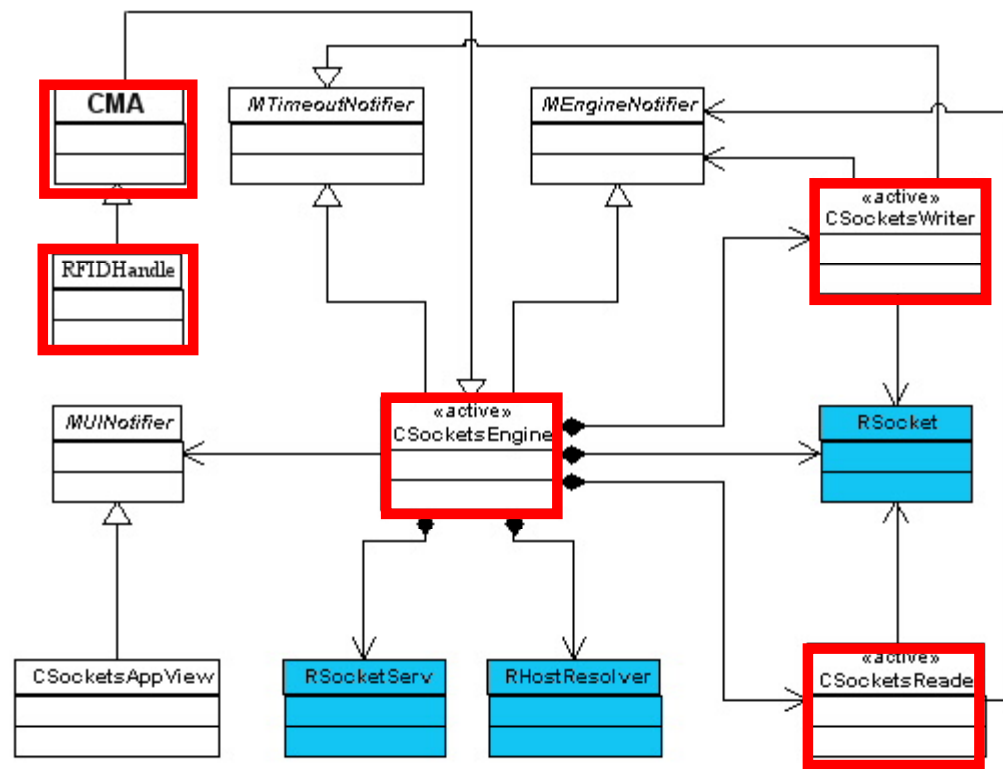 CMA
MTimeoutNotifier
MEngineNotifier
«active»
CSocketsWriter
RFIDHandle
MUINotifier
«active»
CSocketsEngine
RSocket
CSocketsAppView
RSocketServ
RHostResolver
«active»
CSocketsReade